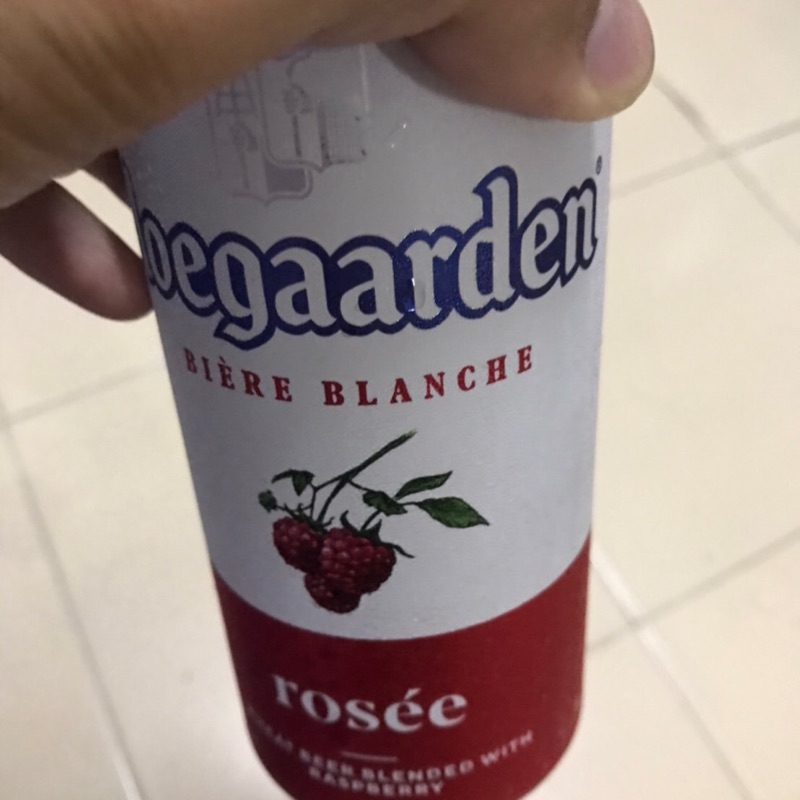 oegaarden®
BIÈRE BLANCHE
rosée
BEER BLENDED WITH
RASPBERRY